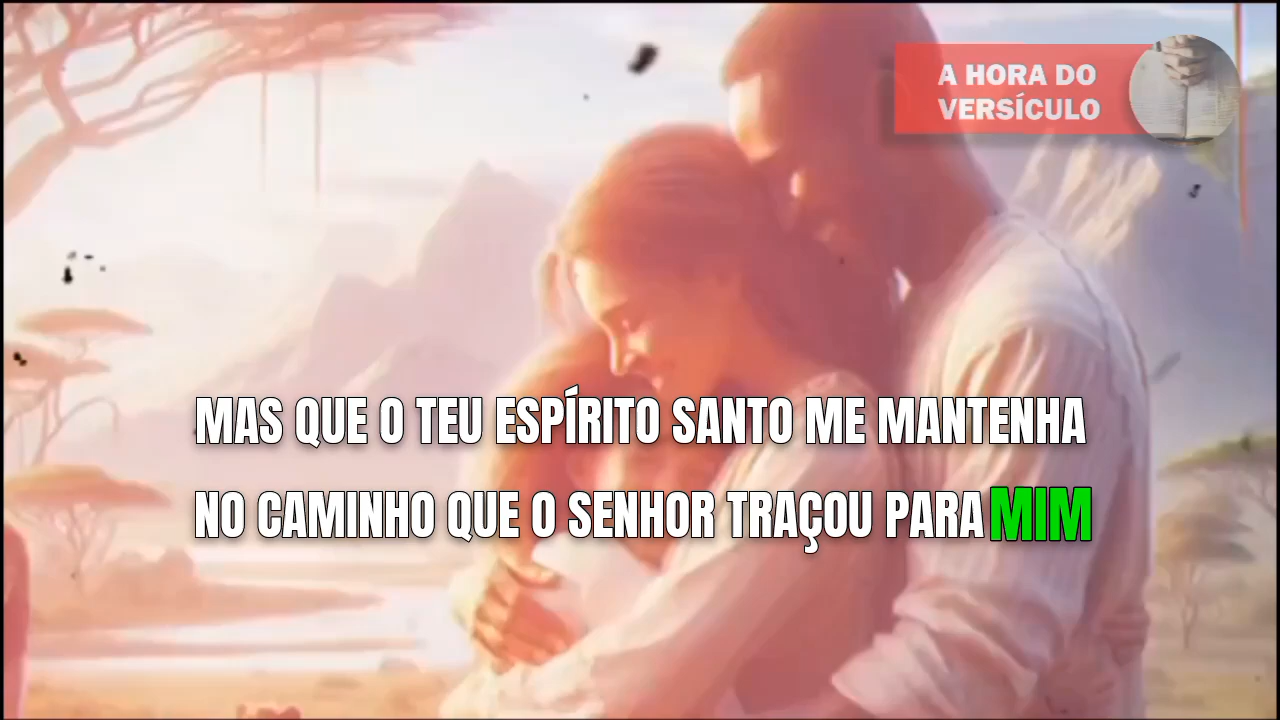 A HORA DO
VERSÍCULO
MAS QUE O TEU ESPÍRITO SANTO ME MANTENHA
NO CAMINHO QUE O SENHOR TRAÇOU PARA MIM